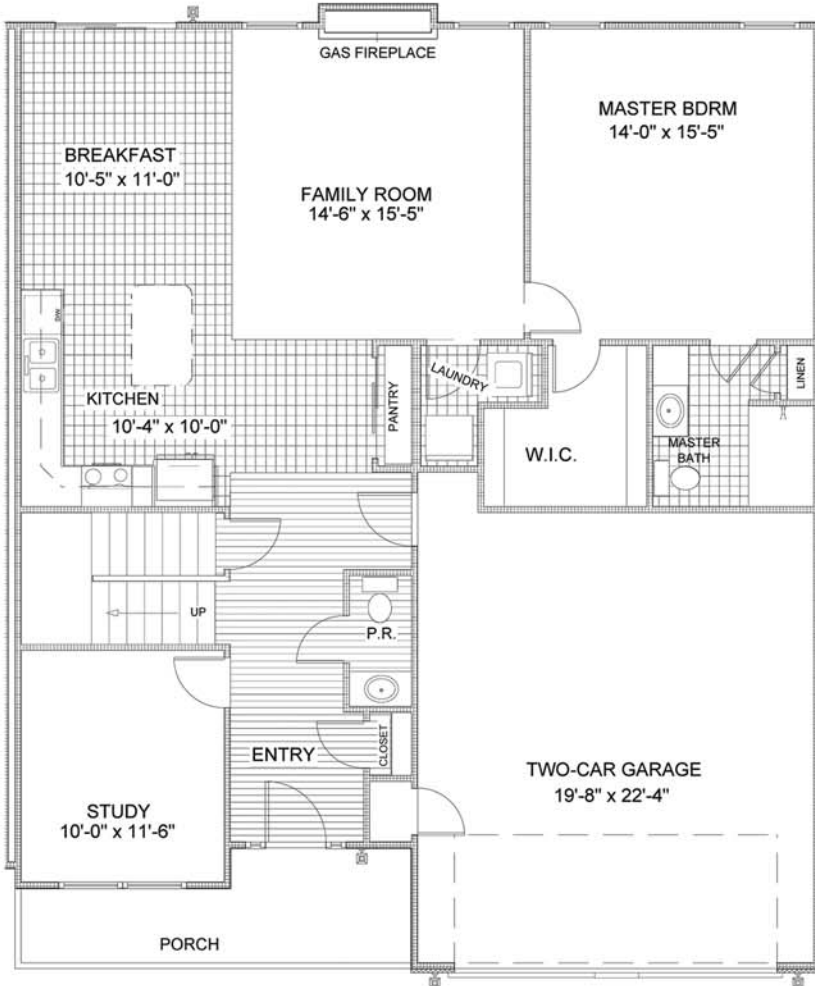 GAS FIREPLACE
MASTER BDRM
14'-0" x 15'-5"
BREAKFAST
10'-5" x 11'-0"
FAMILY ROOM
14'-6" x 15'-5"
DW
LAUNDRY
LINEN
PANTRY
KITCHEN
10'-4" x 10'-0"
W.I.C.
MASTER
BATH
UP
P.R.
CLOSET
ENTRY
TWO-CAR GARAGE
19'-8" x 22'-4"
STUDY
10'-0" x 11'-6"
PORCH